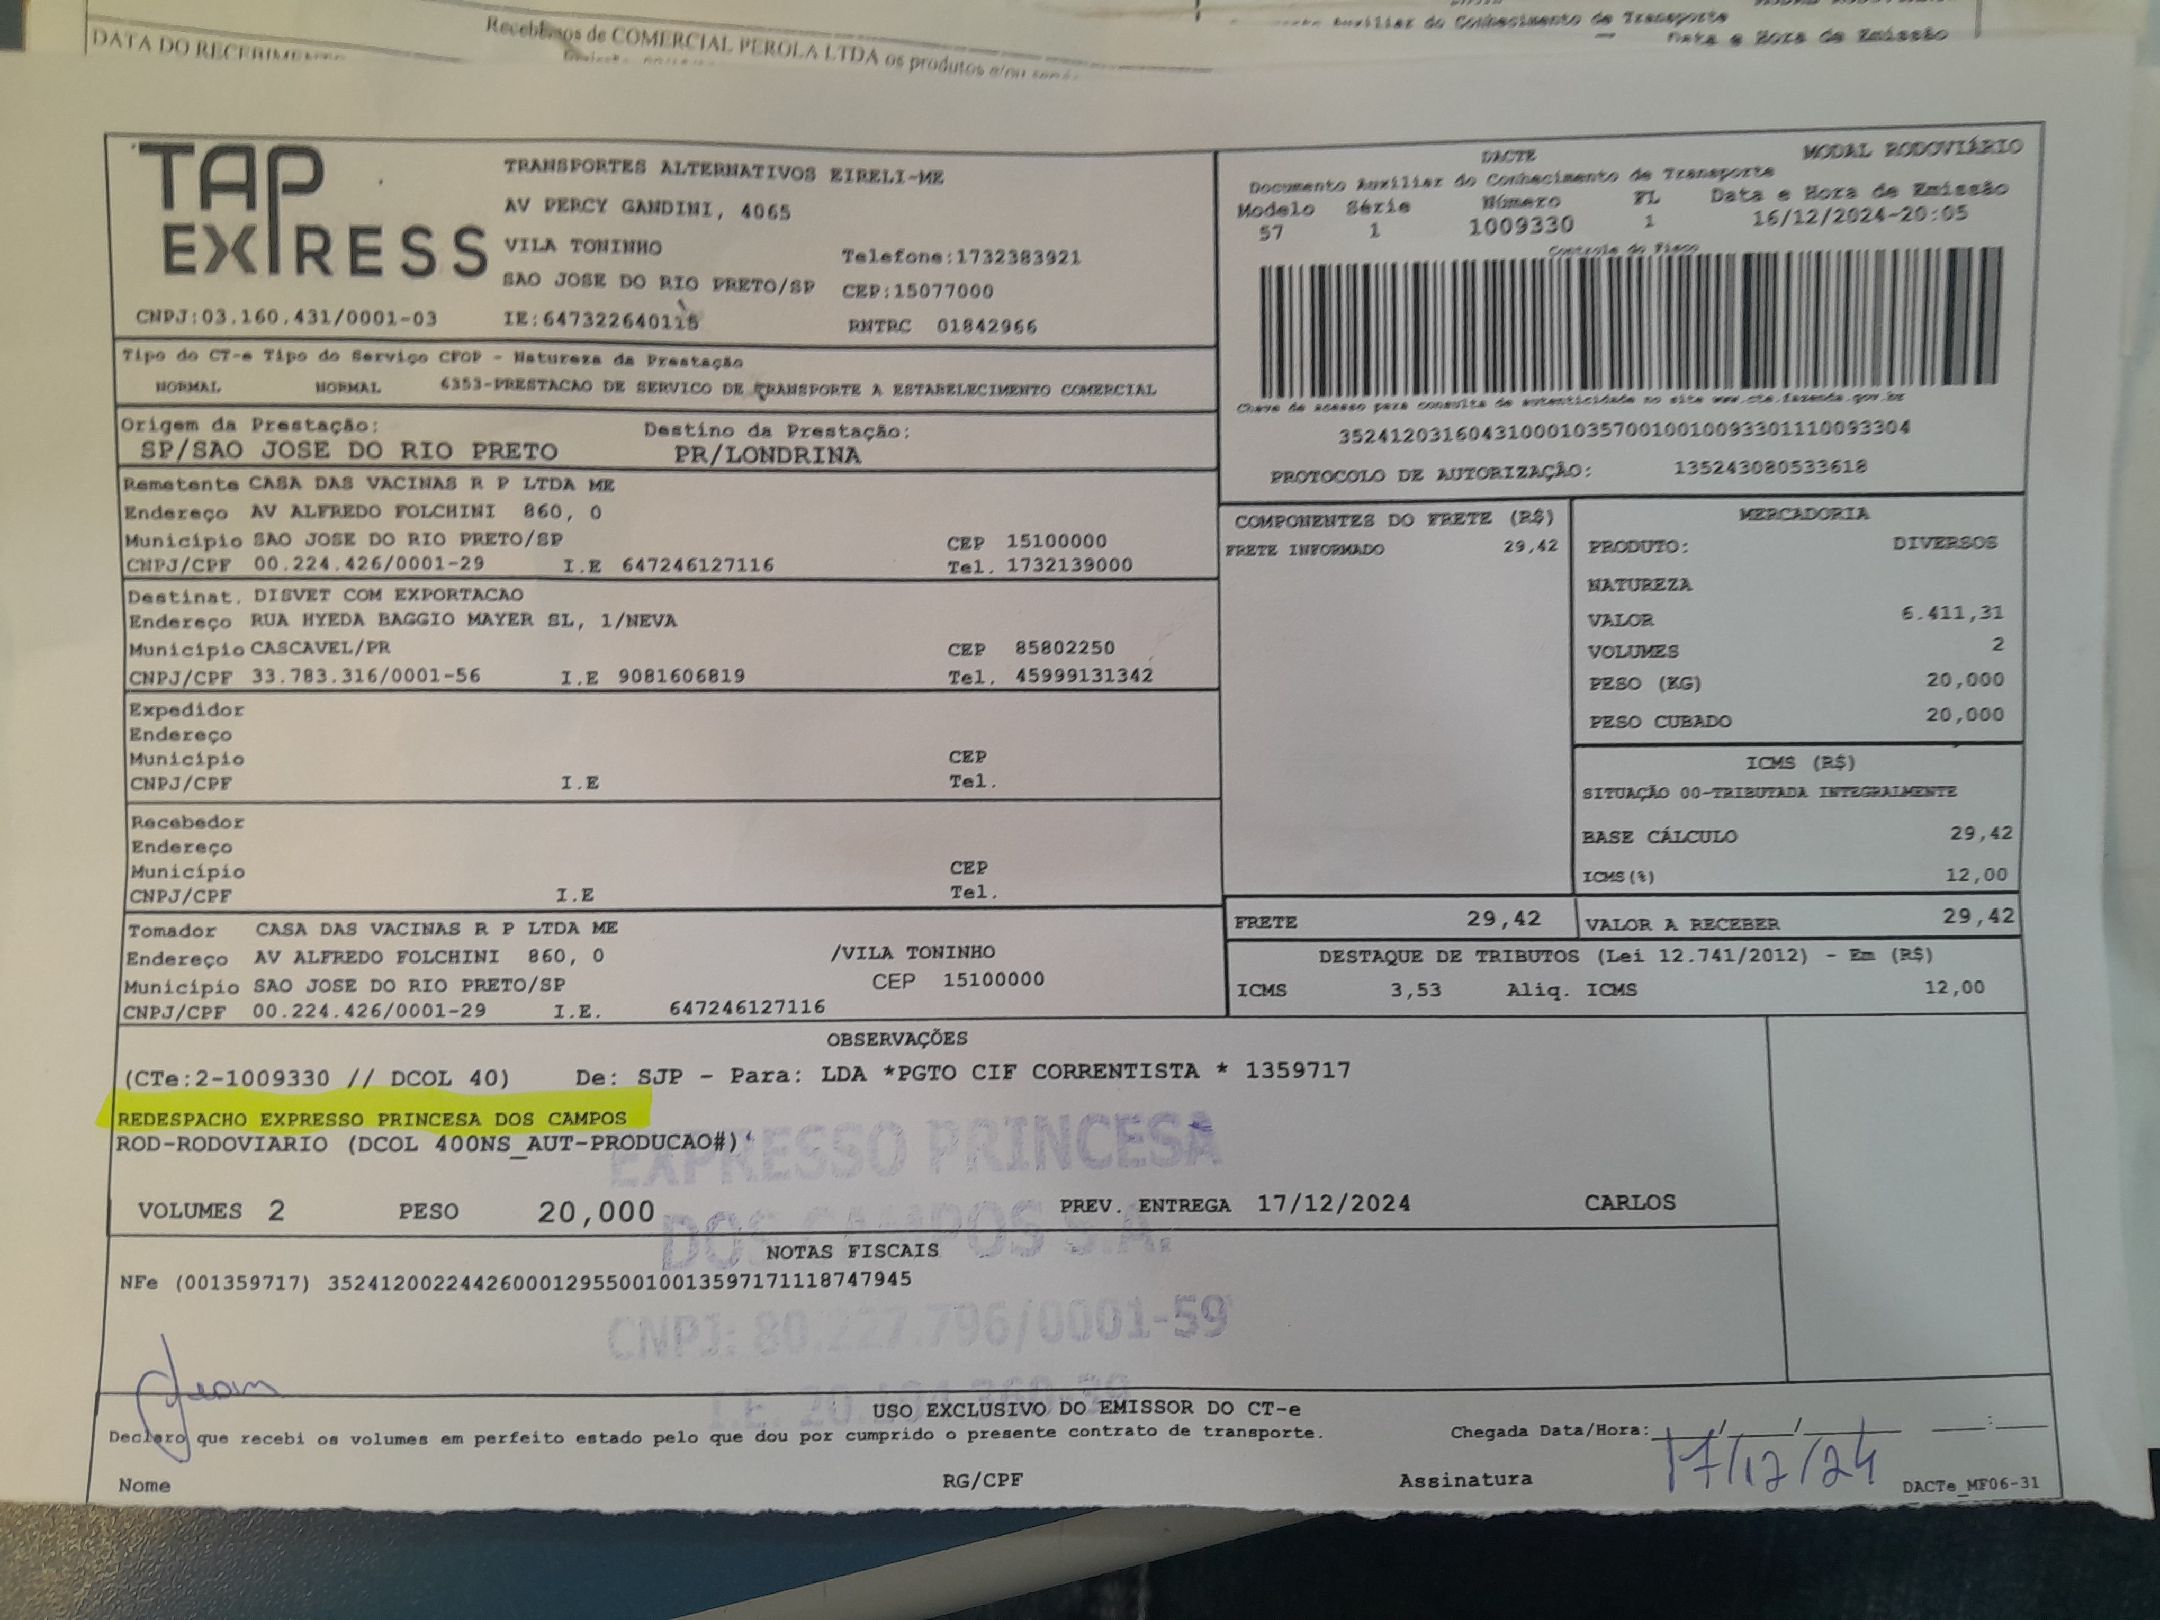 Recebemos de COMERCIAL PEROLA LTDA os produtos e/ou
DATA DO RECEBIMENTO
Auxiliar do Conhecimento de Transporte
Data e Hora de Emissão
TAP EXPRESS
TRANSPORTES ALTERNATIVOS EIRELI-ME
AV PERCY GANDINI, 4065
VILA TONINHO
Telefone:1732383921
SAO JOSE DO RIO PRETO/SP CEP:15077000
CNPJ:03.160.431/0001-03 IE:647322640115 RNTRC 01842966
DACTE MODAL RODOVIÁRIO
Documento Auxiliar do Conhecimento de Transporte
Modelo Série Número FL Data e Hora de Emissão
57 1 1009330 1 16/12/2024-20:05
Controle do Fisco
Chave de acesso para consulta de autenticidade no site www.cte.fazenda.gov.br
35241203160431000103570010010093301110093304
PROTOCOLO DE AUTORIZAÇÃO: 135243080533618
Tipo do CT-e Tipo do Serviço CFOP - Natureza da Prestação
NORMAL NORMAL 6353-PRESTACAO DE SERVICO DE TRANSPORTE A ESTABELECIMENTO COMERCIAL
Origem da Prestação: Destino da Prestação:
SP/SAO JOSE DO RIO PRETO PR/LONDRINA
Remetente CASA DAS VACINAS R P LTDA ME
Endereço AV ALFREDO FOLCHINI 860, 0
Município SAO JOSE DO RIO PRETO/SP CEP 15100000
CNPJ/CPF 00.224.426/0001-29 I.E 647246127116 Tel. 1732139000
Destinat. DISVET COM EXPORTACAO
Endereço RUA HYEDA BAGGIO MAYER SL, 1/NEVA
Município CASCAVEL/PR CEP 85802250
CNPJ/CPF 33.783.316/0001-56 I.E 9081606819 Tel. 45999131342
Expedidor
Endereço
Município CEP
CNPJ/CPF I.E Tel.
Recebedor
Endereço
Município CEP
CNPJ/CPF I.E Tel.
Tomador CASA DAS VACINAS R P LTDA ME
Endereço AV ALFREDO FOLCHINI 860, 0 /VILA TONINHO
Município SAO JOSE DO RIO PRETO/SP CEP 15100000
CNPJ/CPF 00.224.426/0001-29 I.E. 647246127116
COMPONENTES DO FRETE (R$)
FRETE INFORMADO 29,42
MERCADORIA
PRODUTO: DIVERSOS
NATUREZA
VALOR 6.411,31
VOLUMES 2
PESO (KG) 20,000
PESO CUBADO 20,000
ICMS (R$)
SITUAÇÃO 00-TRIBUTADA INTEGRALMENTE
BASE CÁLCULO 29,42
ICMS(%) 12,00
FRETE 29,42 VALOR A RECEBER 29,42
DESTAQUE DE TRIBUTOS (Lei 12.741/2012) - Em (R$)
ICMS 3,53 Aliq. ICMS 12,00
OBSERVAÇÕES
(CTe:2-1009330 // DCOL 40) De: SJP - Para: LDA *PGTO CIF CORRENTISTA * 1359717
REDESPACHO EXPRESSO PRINCESA DOS CAMPOS
ROD-RODOVIARIO (DCOL 400NS_AUT-PRODUCAO#)
EXPRESSO PRINCESA
DOS CAMPOS S.A.
VOLUMES 2 PESO 20,000 PREV. ENTREGA 17/12/2024 CARLOS
NOTAS FISCAIS
NFe (001359717) 35241200224426000129550010013597171118747945
CNPJ: 80.227.796/0001-59
Jean
USO EXCLUSIVO DO EMISSOR DO CT-e
Declaro que recebi os volumes em perfeito estado pelo que dou por cumprido o presente contrato de transporte.
Chegada Data/Hora:___/___/___ ___:___
17/12/24
Nome RG/CPF Assinatura DACTe_MF06-31